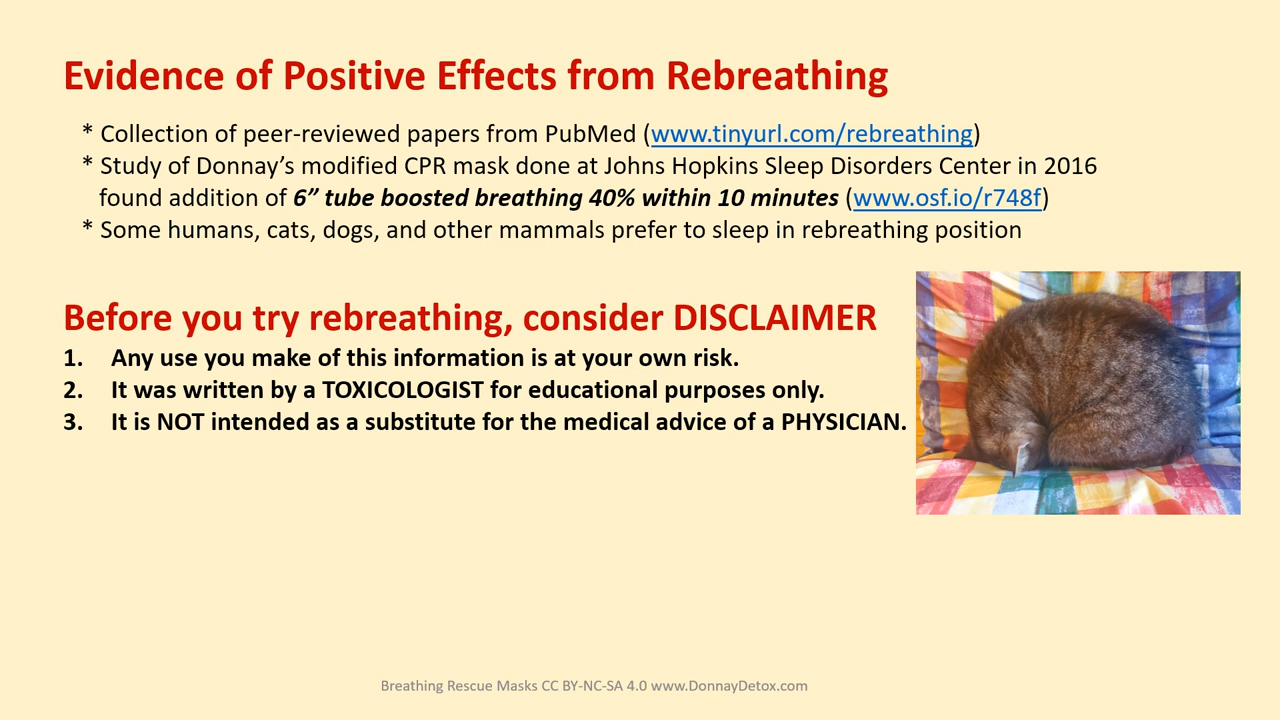 Evidence of Positive Effects from Rebreathing
* Collection of peer-reviewed papers from PubMed (www.tinyurl.com/rebreathing)
* Study of Donnay’s modified CPR mask done at Johns Hopkins Sleep Disorders Center in 2016
found addition of 6” tube boosted breathing 40% within 10 minutes (www.osf.io/r748f)
* Some humans, cats, dogs, and other mammals prefer to sleep in rebreathing position
Before you try rebreathing, consider DISCLAIMER
1. Any use you make of this information is at your own risk.
2. It was written by a TOXICOLOGIST for educational purposes only.
3. It is NOT intended as a substitute for the medical advice of a PHYSICIAN.
Breathing Rescue Masks CC BY-NC-SA 4.0 www.DonnayDetox.com